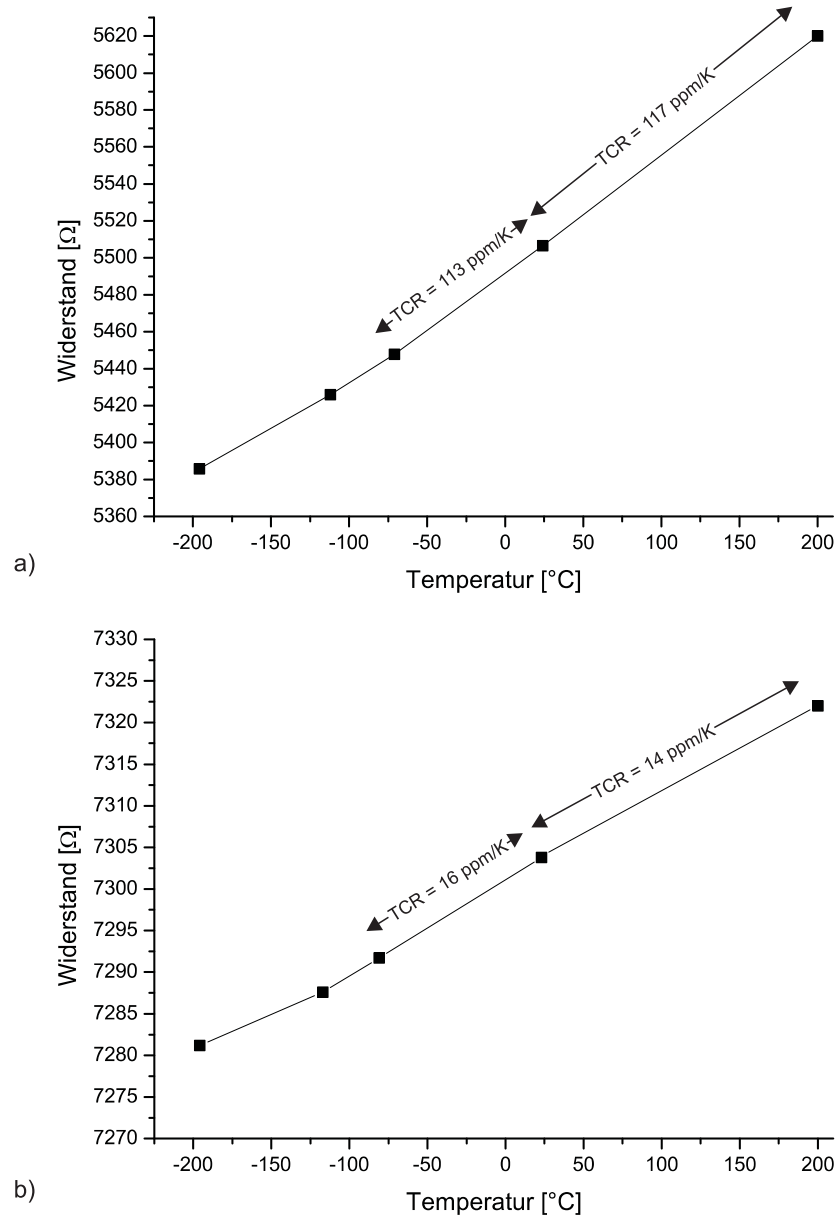 5620
5600
5580
5560
5540
5520
5500
5480
5460
5440
5420
5400
5380
5360
Widerstand [Ω]
TCR = 117 ppm/K
TCR = 113 ppm/K
-200 -150 -100 -50 0 50 100 150 200
a)
Temperatur [°C]
7330
7325
7320
7315
7310
7305
7300
7295
7290
7285
7280
7275
7270
Widerstand [Ω]
TCR = 14 ppm/K
TCR = 16 ppm/K
-200 -150 -100 -50 0 50 100 150 200
b)
Temperatur [°C]